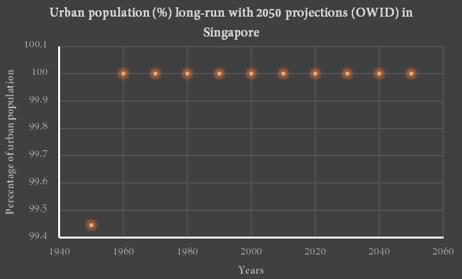 Urban population (%) long-run with 2050 projections (OWID) in
Singapore
100.1
100
99.9
99.8
99.7
99.6
99.5
99.4
Percentage of urban population
1940 1960 1980 2000 2020 2040 2060
Years